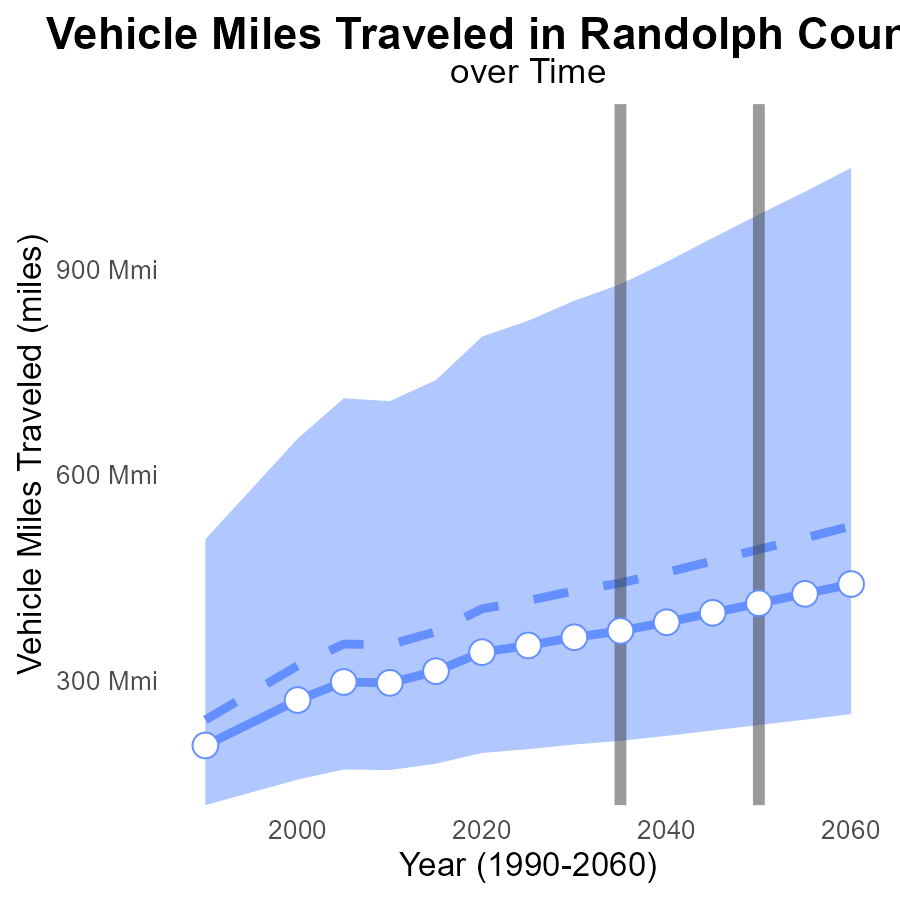 Vehicle Miles Traveled in Randolph Coun
over Time
Vehicle Miles Traveled (miles)
900 Mmi
600 Mmi
300 Mmi
2000 2020 2040 2060
Year (1990-2060)